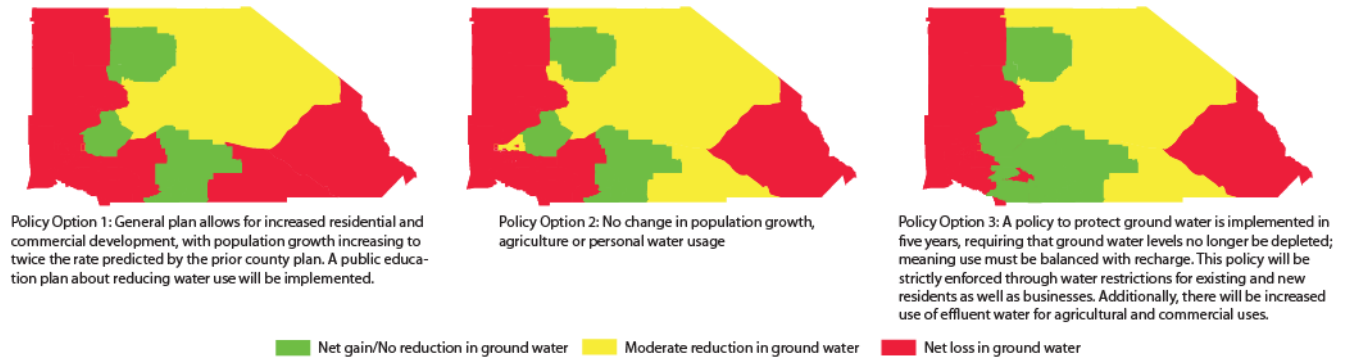 Policy Option 1: General plan allows for increased residential and
commercial development, with population growth increasing to
twice the rate predicted by the prior county plan. A public educa-
tion plan about reducing water use will be implemented.
Policy Option 2: No change in population growth,
agriculture or personal water usage
Policy Option 3: A policy to protect ground water is implemented in
five years, requiring that ground water levels no longer be depleted;
meaning use must be balanced with recharge. This policy will be
strictly enforced through water restrictions for existing and new
residents as well as businesses. Additionally, there will be increased
use of effluent water for agricultural and commercial uses.
Net gain/No reduction in ground water
Moderate reduction in ground water
Net loss in ground water